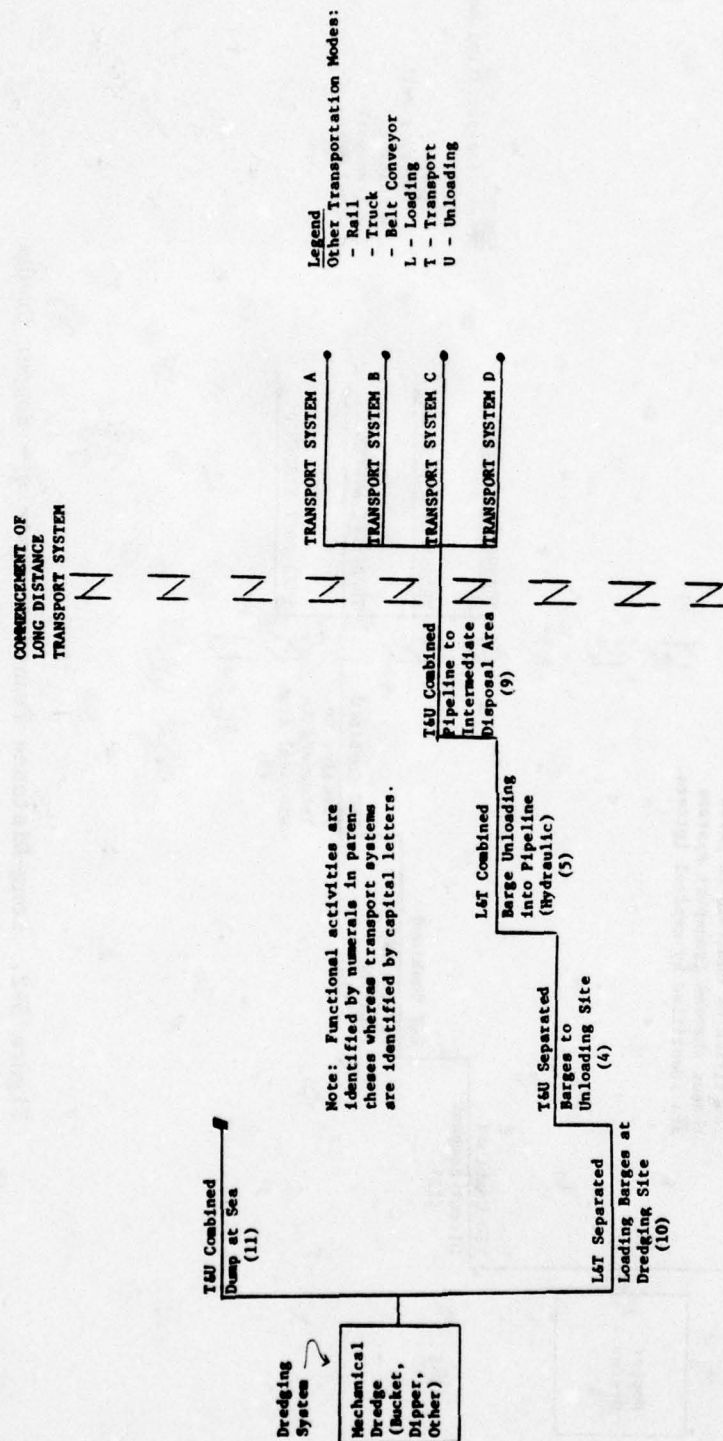 COMMENCEMENT OF
LONG DISTANCE
TRANSPORT SYSTEM
Dredging
System
Mechanical
Dredge
(Bucket,
Dipper,
Other)
T&U Combined
Dump at Sea
(11)
L&T Separated
Loading Barges at
Dredging Site
(10)
T&U Separated
Barges to
Unloading Site
(4)
L&T Combined
Barge Unloading
into Pipeline
(Hydraulic)
(5)
T&U Combined
Pipeline to
Intermediate
Disposal Area
(9)
Note: Functional activities are
identified by numerals in paren-
theses whereas transport systems
are identified by capital letters.
TRANSPORT SYSTEM A
TRANSPORT SYSTEM B
TRANSPORT SYSTEM C
TRANSPORT SYSTEM D
Legend
Other Transportation Modes:
- Rail
- Truck
- Belt Conveyor
L - Loading
T - Transport
U - Unloading